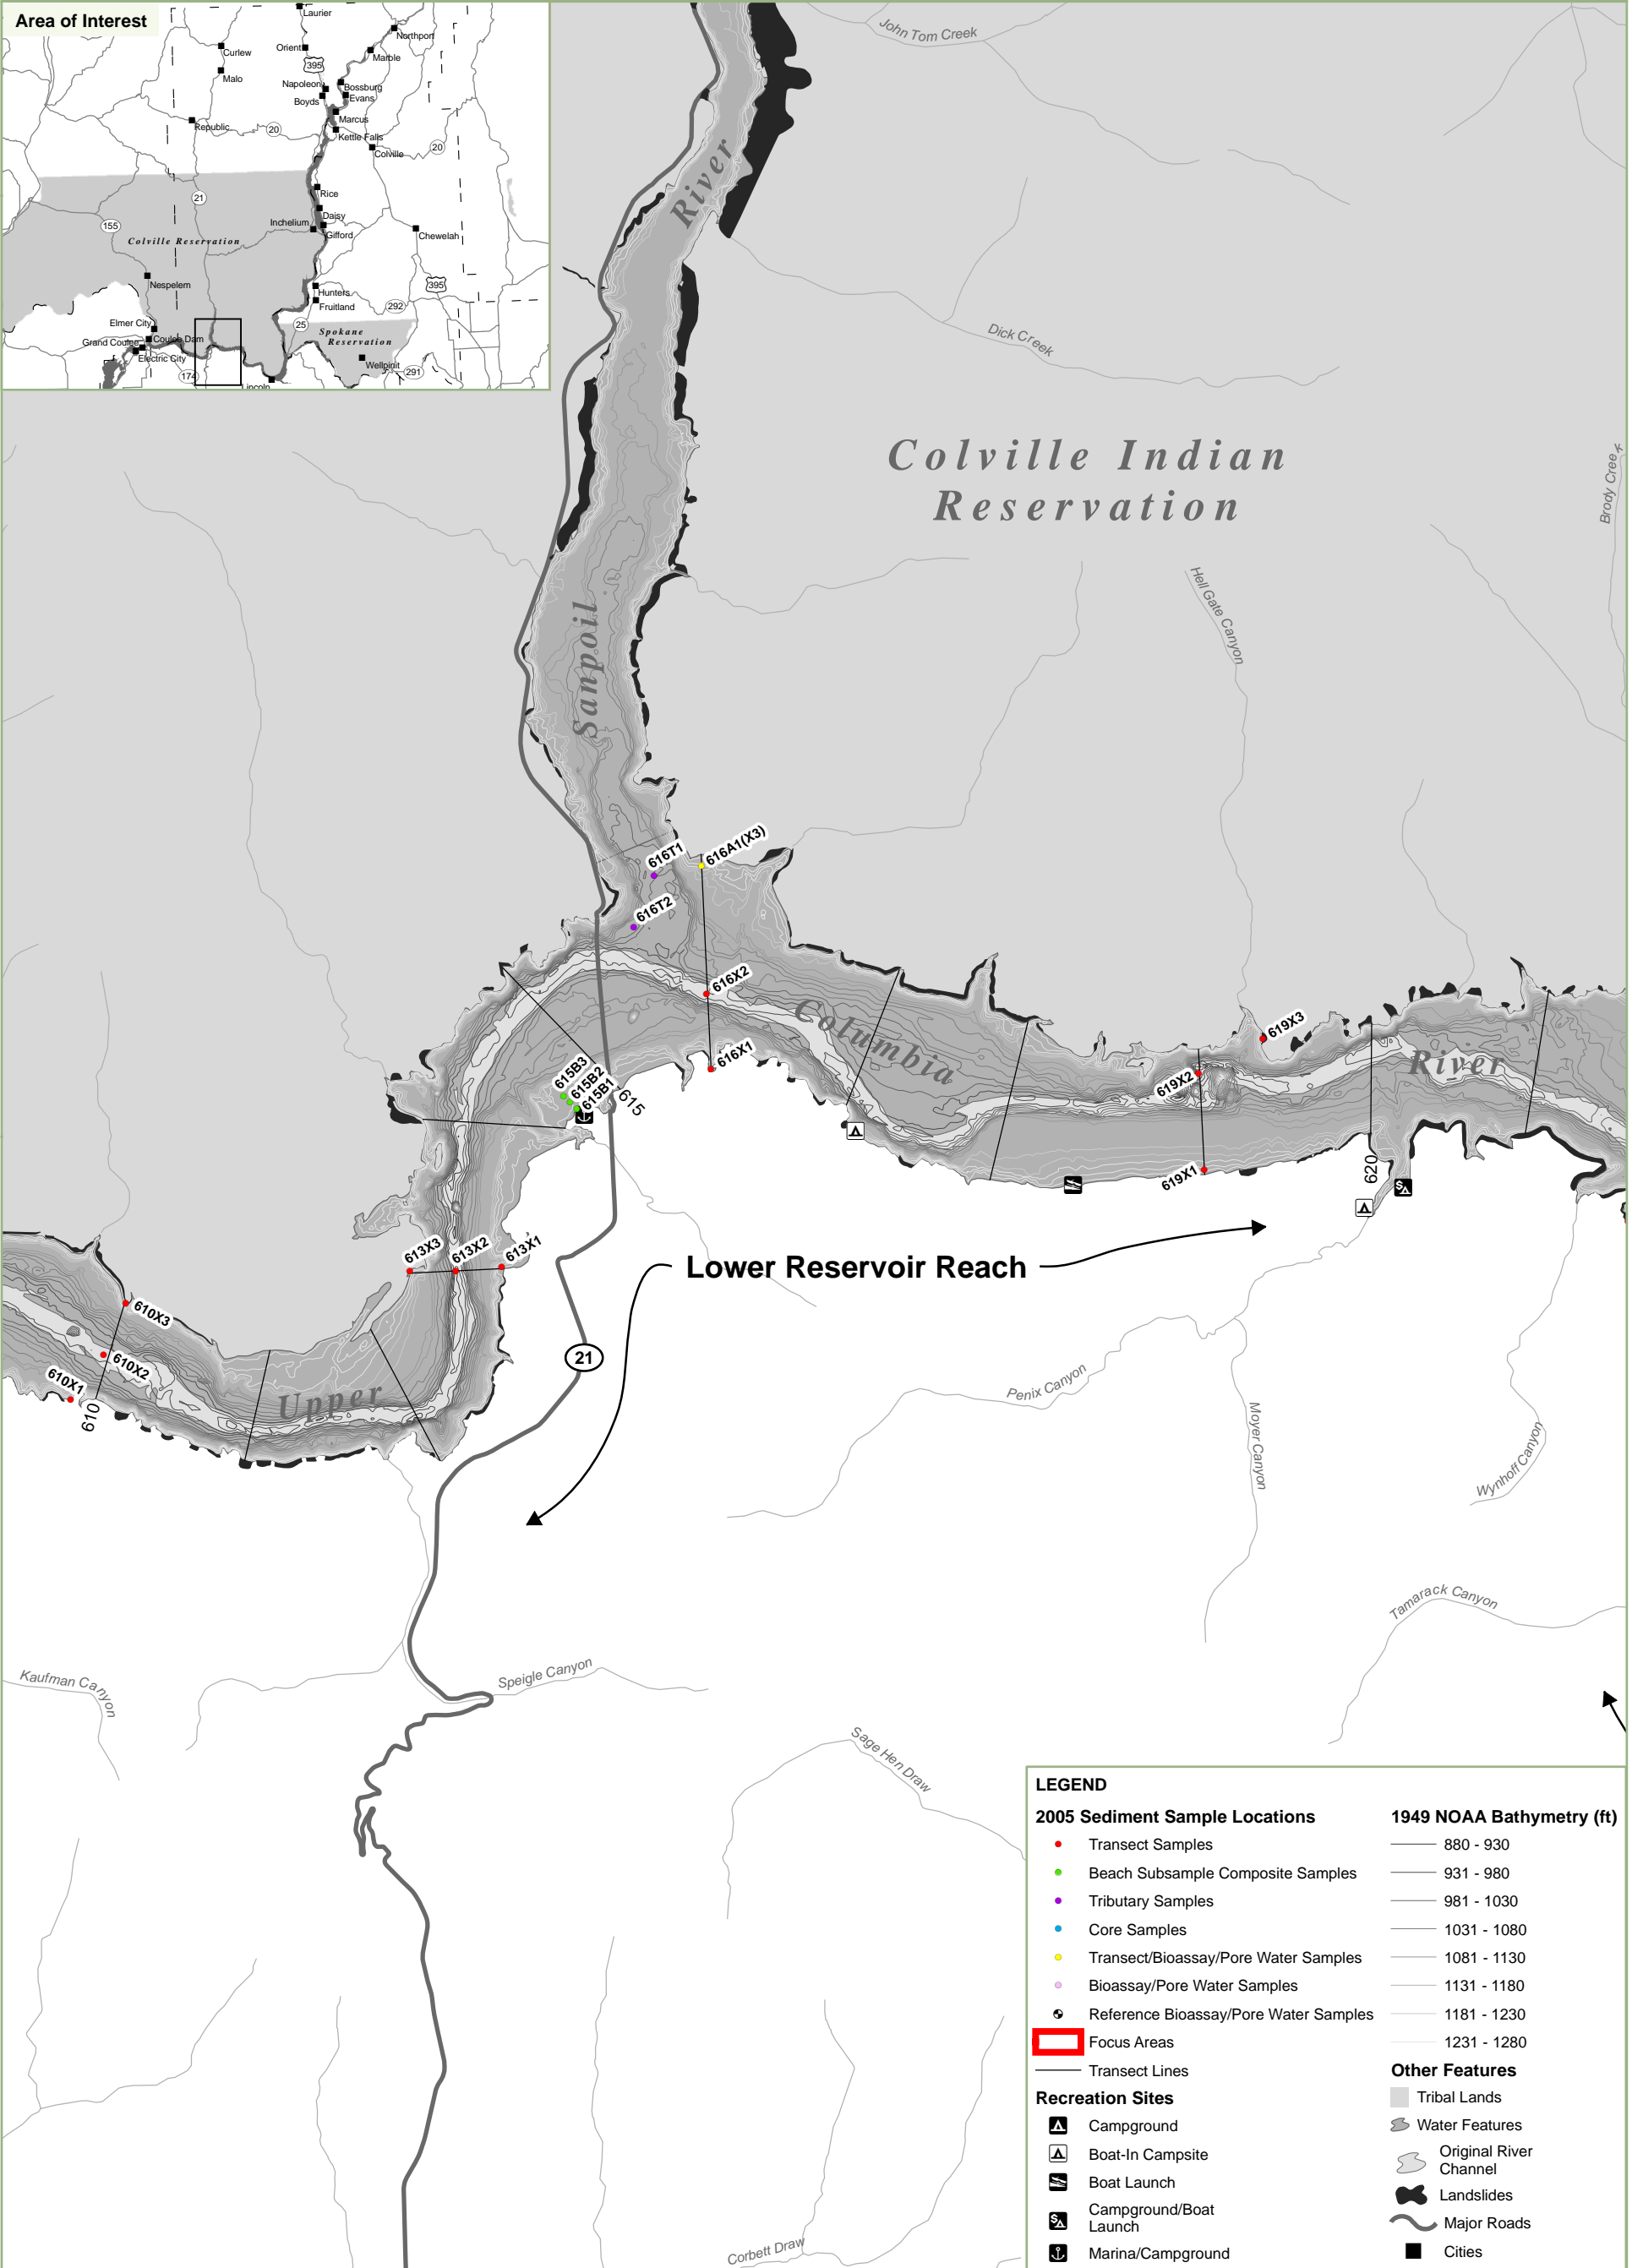 Area of Interest
Laurier
Northport
Curlew
Orient
Marble
395
Malo
Napoleon
Bossburg
Boyds
Evans
Marcus
Republic
20
Kettle Falls
20
Colville
21
Rice
155
Daisy
Inchelium
Gifford
Chewelah
Colville Reservation
Nespelem
395
Hunters
Fruitland
292
Elmer City
25
Spokane
Reservation
Grand Coulee
Coulee Dam
Electric City
Wellpinit
174
291
Lincoln
John Tom Creek
River
Dick Creek
Colville Indian
Reservation
Brody Creek
Hell Gate Canyon
Sanpoil
616T1
616A1(X3)
616T2
616X2
Columbia
619X3
616X1
River
619X2
615B3
615B2
615B1
615
619X1
620
613X3
613X2
613X1
Lower Reservoir Reach
610X3
21
610X2
610X1
610
Upper
Penix Canyon
Moyer Canyon
Wynhoff Canyon
Tamarack Canyon
Kaufman Canyon
Speigle Canyon
Sage Hen Draw
Corbett Draw
LEGEND
2005 Sediment Sample Locations
Transect Samples
Beach Subsample Composite Samples
Tributary Samples
Core Samples
Transect/Bioassay/Pore Water Samples
Bioassay/Pore Water Samples
Reference Bioassay/Pore Water Samples
Focus Areas
Transect Lines
Recreation Sites
Campground
Boat-In Campsite
Boat Launch
Campground/Boat
Launch
Marina/Campground
1949 NOAA Bathymetry (ft)
880 - 930
931 - 980
981 - 1030
1031 - 1080
1081 - 1130
1131 - 1180
1181 - 1230
1231 - 1280
Other Features
Tribal Lands
Water Features
Original River
Channel
Landslides
Major Roads
Cities